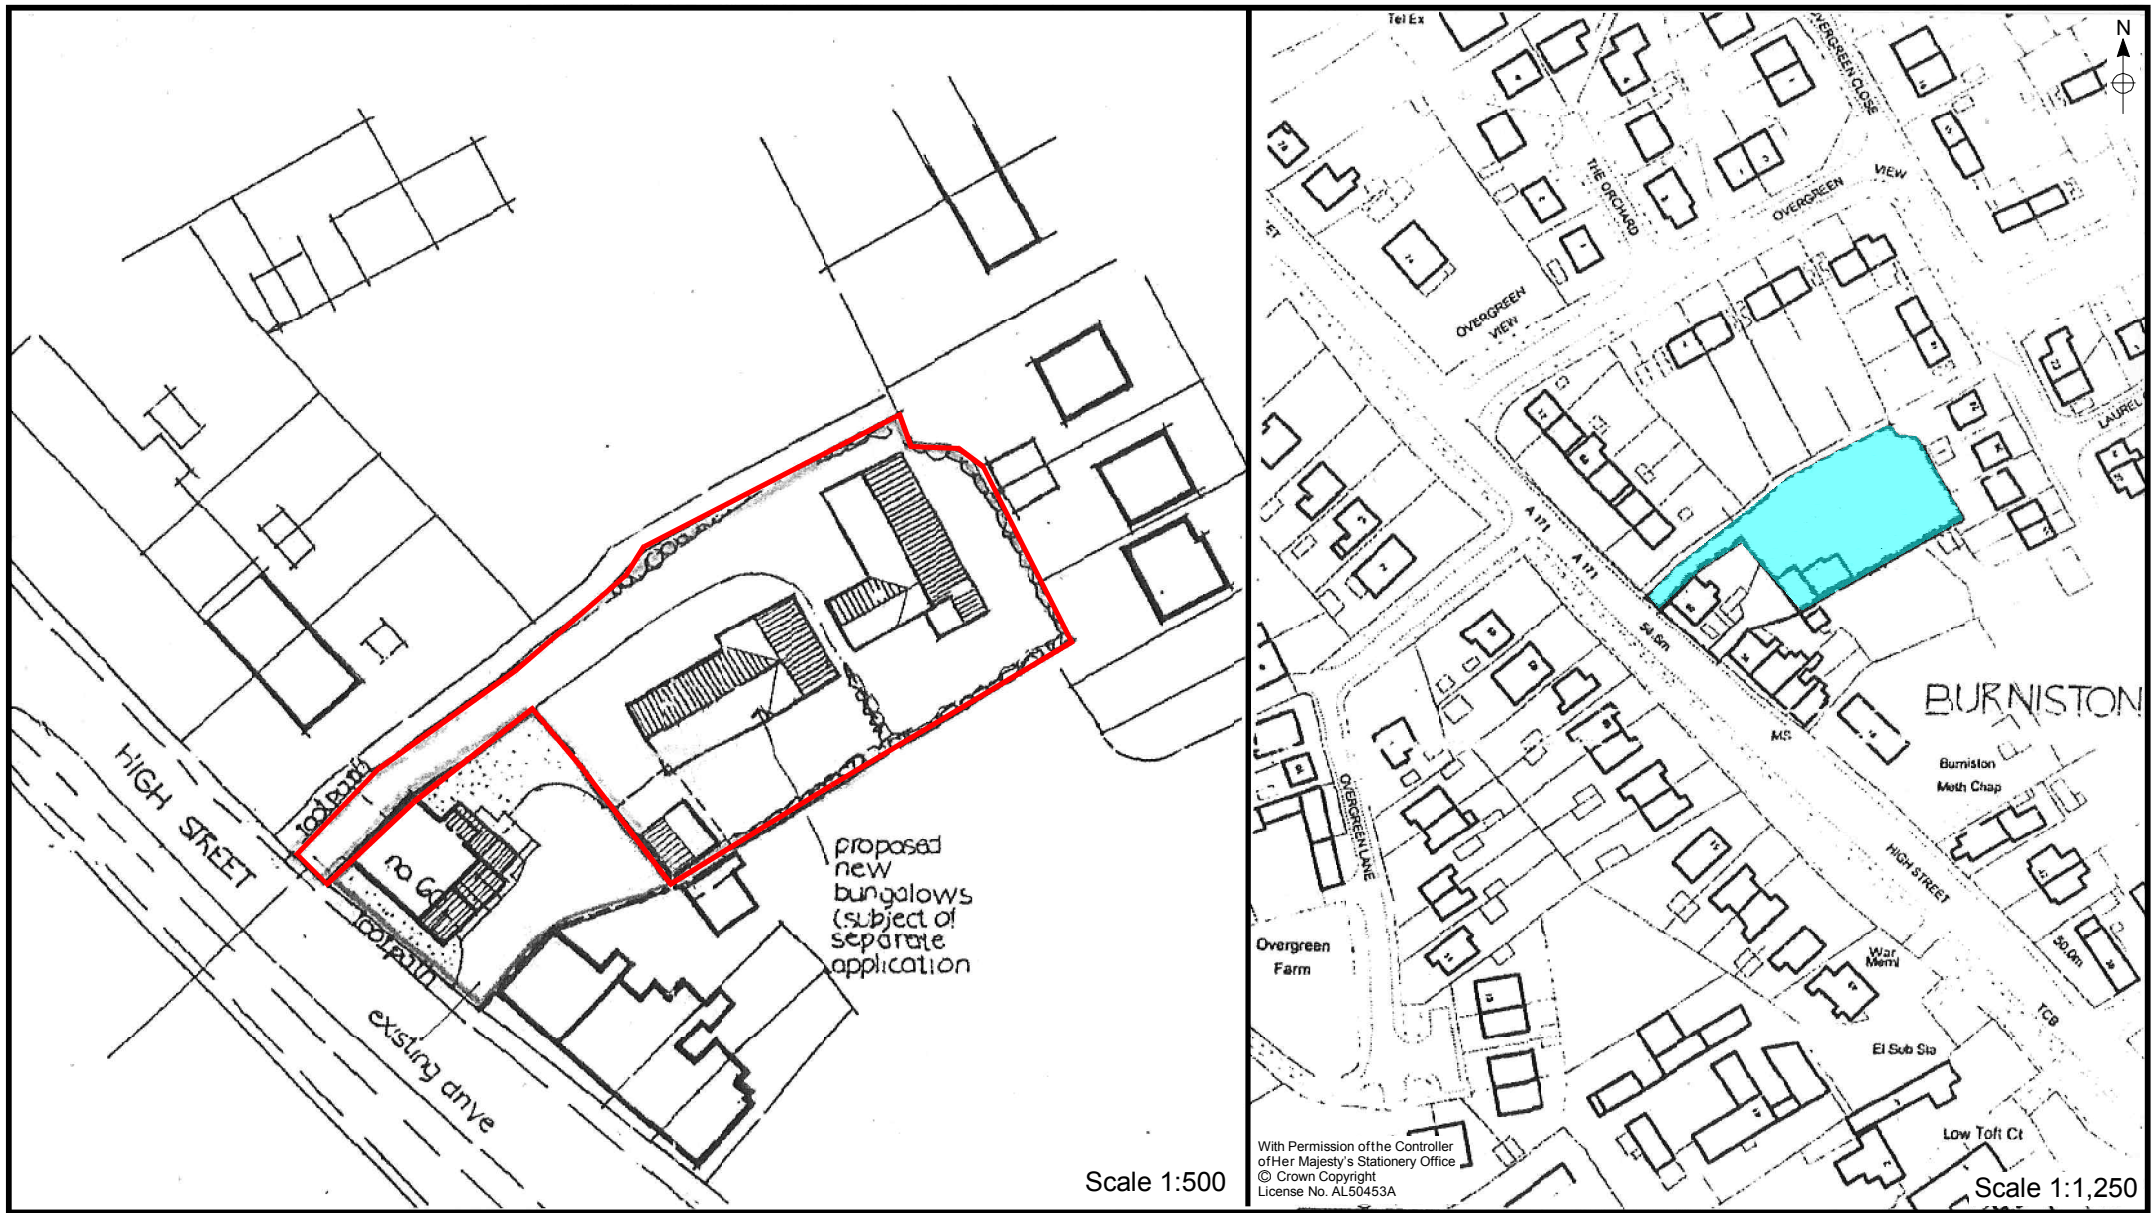 HIGH STREET
footpath
no 60
footpath
existing drive
proposed
new
bungalows
(subject of
separate
application
Scale 1:500
Tel Ex
OVERGREEN CLOSE
N
THE ORCHARD
OVERGREEN
VIEW
OVERGREEN
VIEW
LAUREL
A 171
A 171
54.6m
BURNISTON
MS
Burniston
Meth Chap
OVERGREEN LANE
HIGH STREET
Overgreen
Farm
War
Meml
50.0m
TCB
El Sub Sta
Low Toft Ct
With Permission of the Controller
of Her Majesty's Stationery Office
© Crown Copyright
License No. AL50453A
Scale 1:1,250